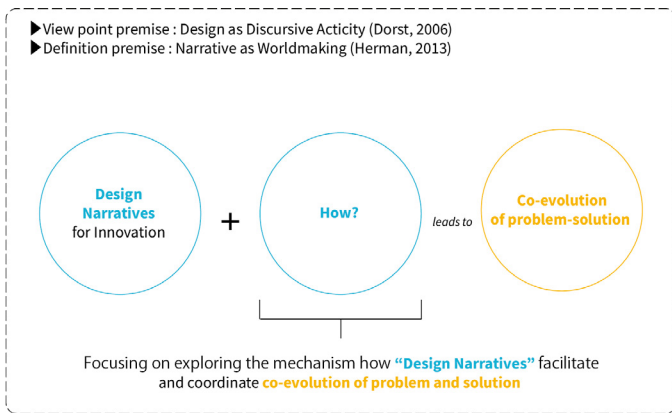 ▶View point premise : Design as Discursive Acticity (Dorst, 2006)
▶Definition premise : Narrative as Worldmaking (Herman, 2013)
Design
Narratives
for Innovation
+
How?
leads to
Co-evolution
of problem-solution
Focusing on exploring the mechanism how “Design Narratives” facilitate
and coordinate co-evolution of problem and solution